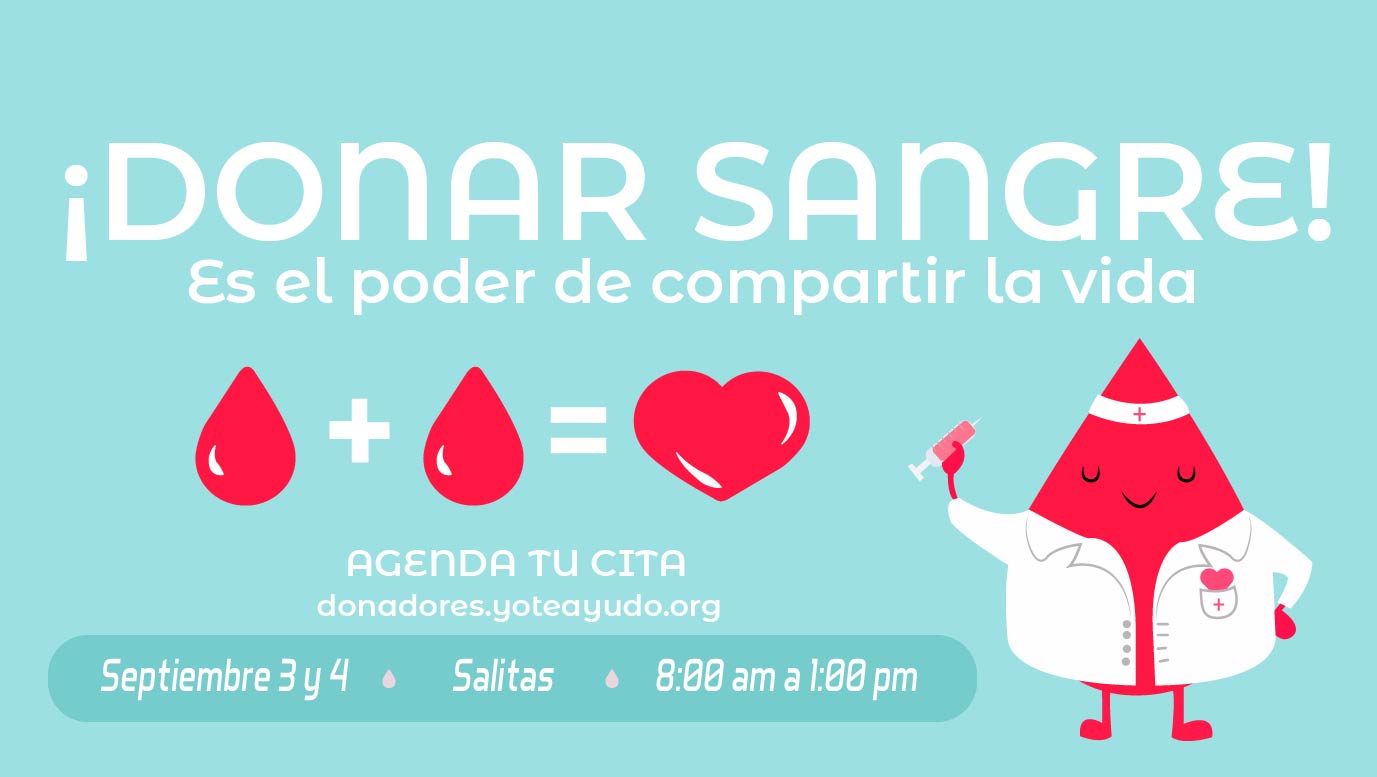 ¡DONAR SANGRE!
Es el poder de compartir la vida
AGENDA TU CITA
donadores.yoteayudo.org
Septiembre 3 y 4 Salitas 8:00 am a 1:00 pm